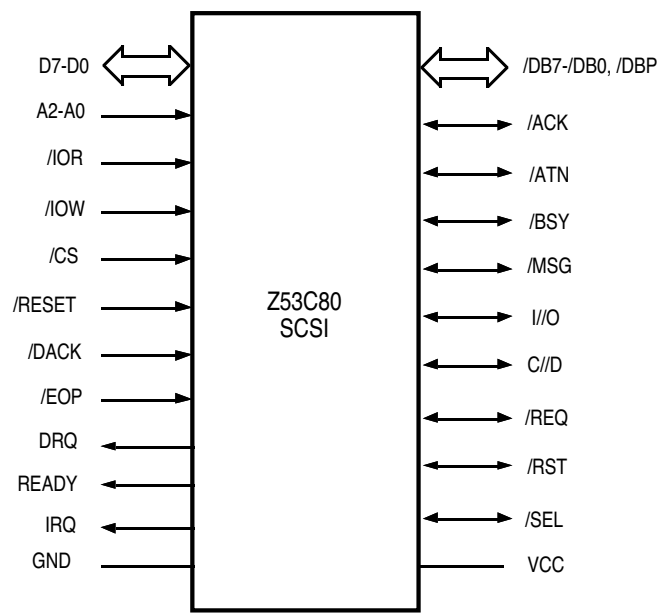 D7-D0
A2-A0
/IOR
/IOW
/CS
/RESET
/DACK
/EOP
DRQ
READY
IRQ
GND
Z53C80
SCSI
/DB7-/DB0, /DBP
/ACK
/ATN
/BSY
/MSG
I//O
C//D
/REQ
/RST
/SEL
VCC